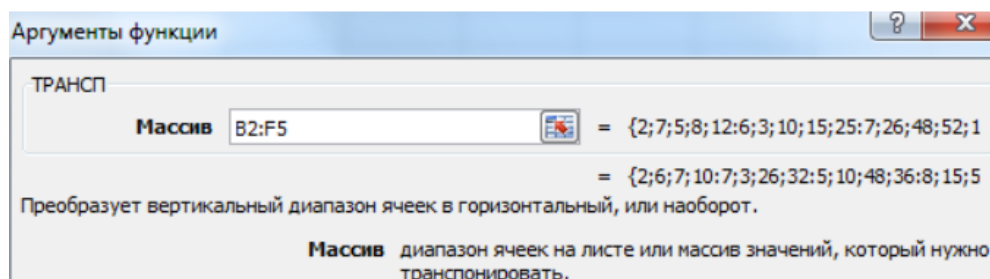 Аргументы функции
ТРАНСП
Массив B2:F5 = {2;7;5;8;12:6;3;10;15;25:7;26;48;52;1
= {2;6;7;10:7;3;26;32:5;10;48;36:8;15;5
Преобразует вертикальный диапазон ячеек в горизонтальный, или наоборот.
Массив диапазон ячеек на листе или массив значений, который нужно
транспонировать.